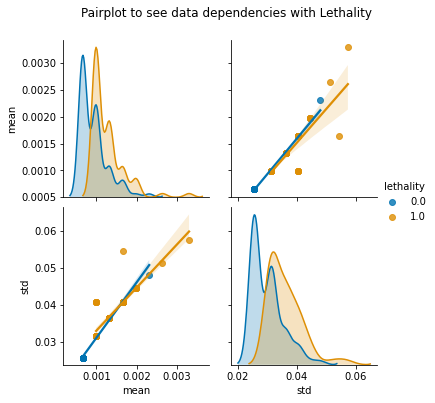 Pairplot to see data dependencies with Lethality
0.0030
0.0025
0.0020
0.0015
0.0010
0.0005
mean
lethality
0.0
1.0
0.06
0.05
0.04
0.03
std
0.001 0.002 0.003
mean
0.02 0.04 0.06
std